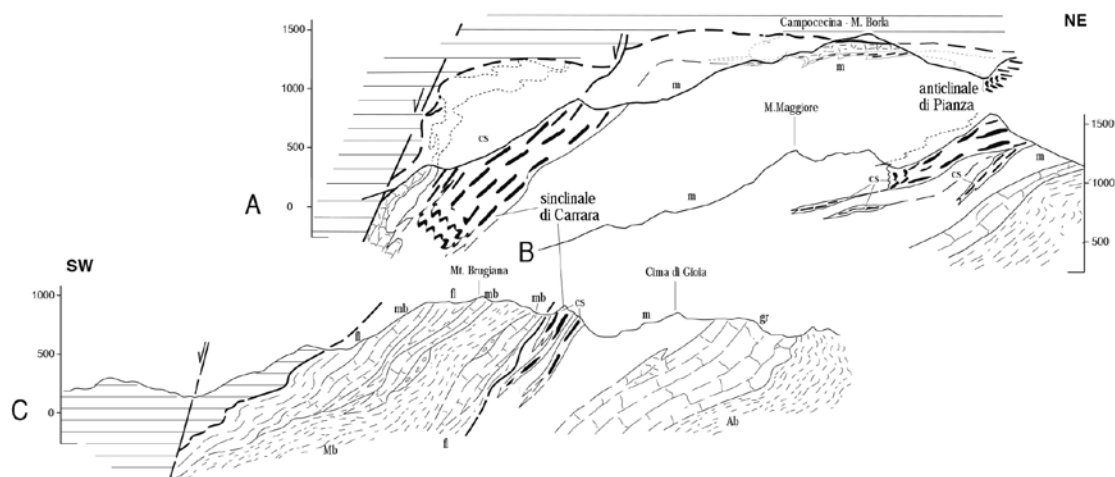 NE
Campocecina - M. Borla
1500
1000
500
0
A
cs
m
m
anticlinale
di Pianza
M.Maggiore
1500
1000
500
m
cs
cs
m
B
sinclinale
di Carrara
SW
Mt. Brugiana
Cima di Gioia
1000
500
0
C
fl
mb
fl
mb
mb
cs
m
gr
Mb
fl
Ab